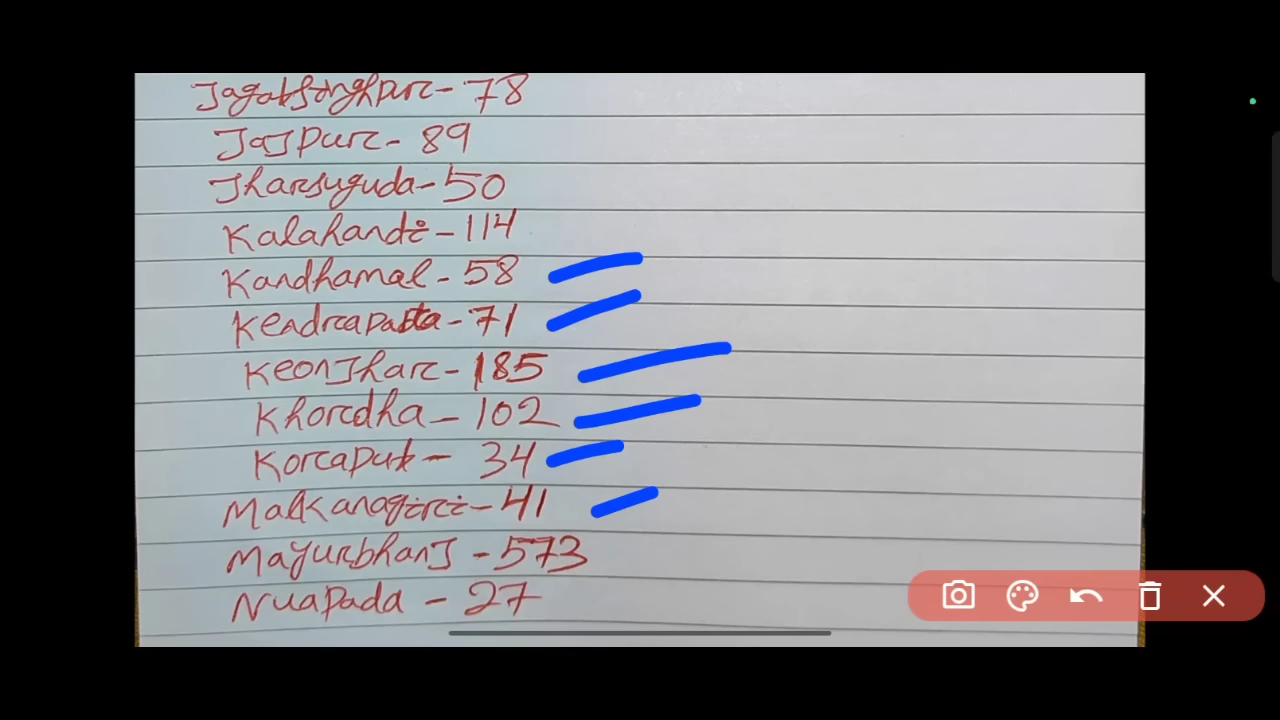 Jagatsinghpur - 78
Jajpur - 89
Jharsuguda - 50
Kalahandi - 114
Kandhamal - 58
Kendrapada - 71
Keonjhar - 185
Khordha - 102
Koraput - 34
Malkanagiri - 41
Mayurbhanj - 573
Nuapada - 27